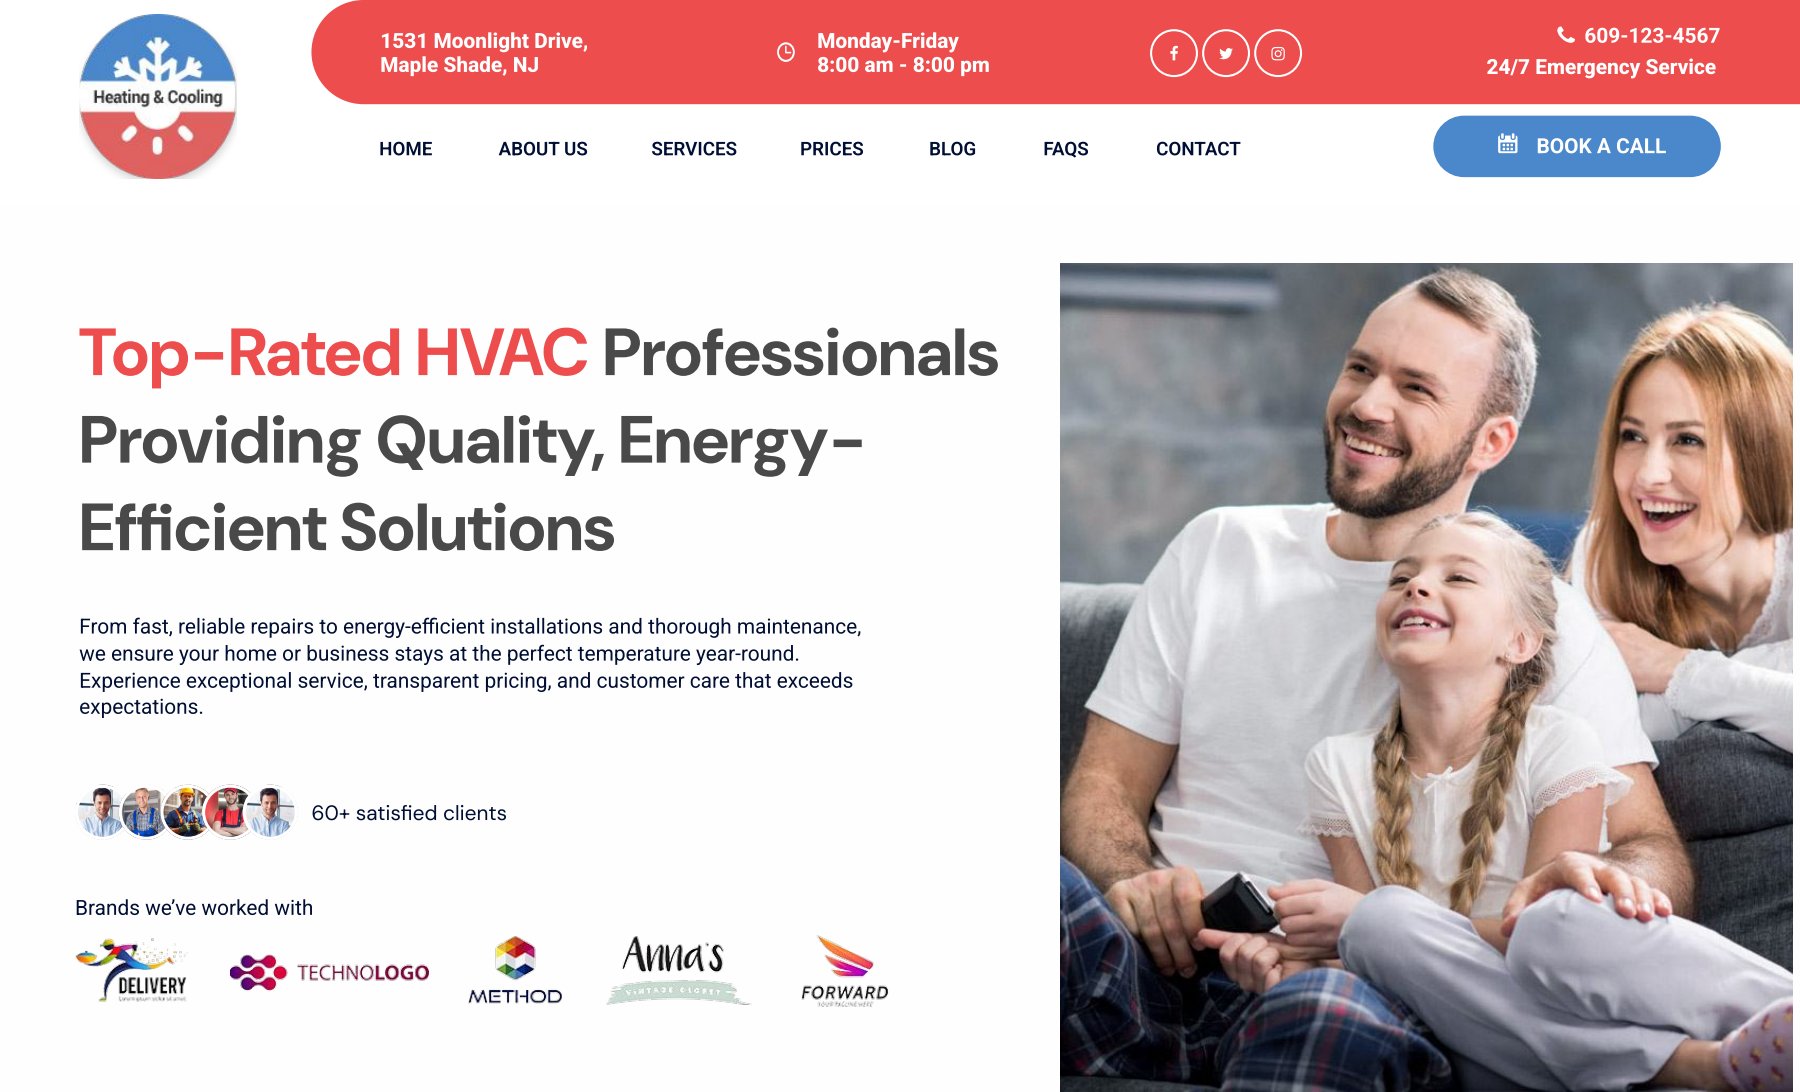 Heating & Cooling
1531 Moonlight Drive,
Maple Shade, NJ
Monday-Friday
8:00 am - 8:00 pm
609-123-4567
24/7 Emergency Service
HOME
ABOUT US
SERVICES
PRICES
BLOG
FAQS
CONTACT
BOOK A CALL
Top-Rated HVAC Professionals
Providing Quality, Energy-
Efficient Solutions
From fast, reliable repairs to energy-efficient installations and thorough maintenance,
we ensure your home or business stays at the perfect temperature year-round.
Experience exceptional service, transparent pricing, and customer care that exceeds
expectations.
60+ satisfied clients
Brands we’ve worked with
DELIVERY
TECHNOLOGO
METHOD
Anna's
VINTAGE CLOSET
FORWARD
YOUR TAGLINE HERE